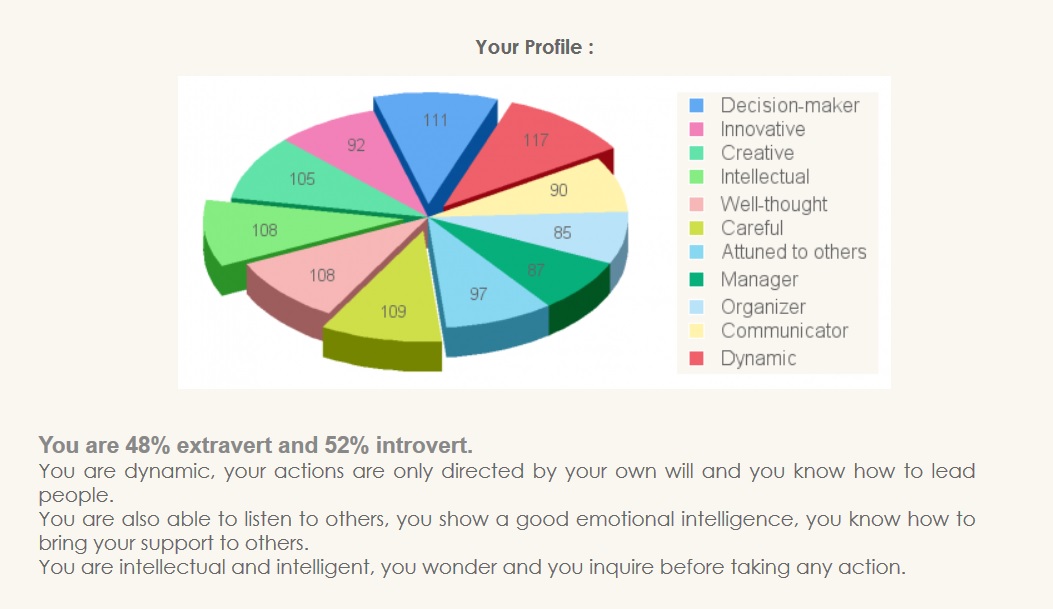 Your Profile :
111
117
92
90
105
85
108
87
108
97
109
Decision-maker
Innovative
Creative
Intellectual
Well-thought
Careful
Attuned to others
Manager
Organizer
Communicator
Dynamic
You are 48% extravert and 52% introvert.
You are dynamic, your actions are only directed by your own will and you know how to lead
people.
You are also able to listen to others, you show a good emotional intelligence, you know how to
bring your support to others.
You are intellectual and intelligent, you wonder and you inquire before taking any action.